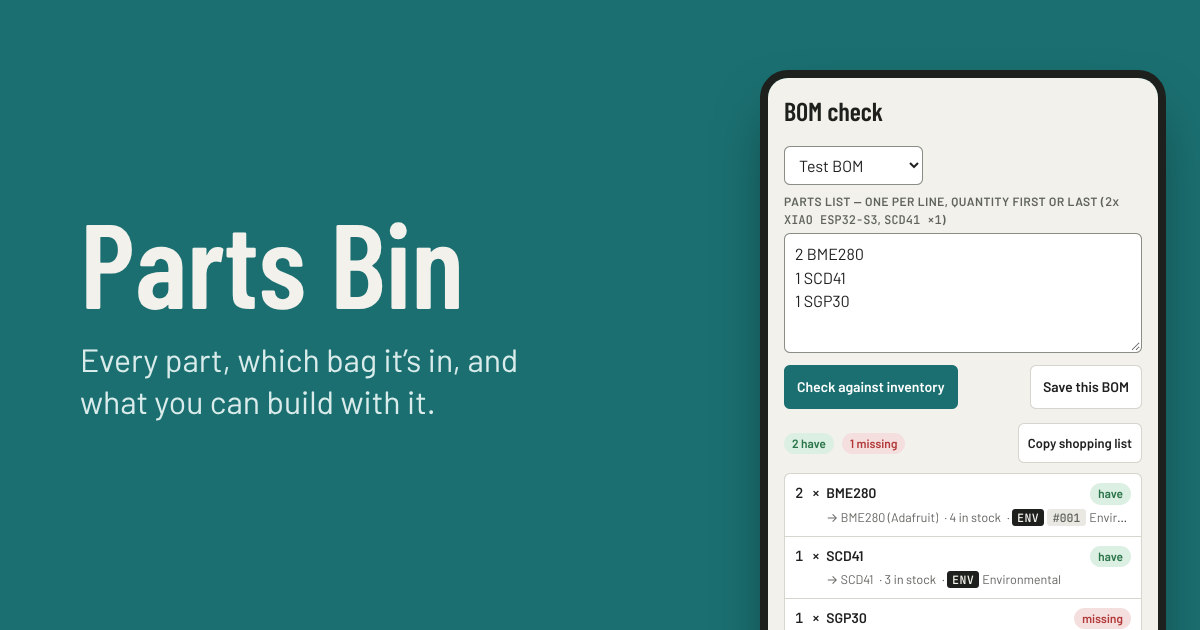 Parts Bin
Every part, which bag it’s in, and
what you can build with it.
BOM check
Test BOM
PARTS LIST — ONE PER LINE, QUANTITY FIRST OR LAST (2x
XIAO ESP32-S3, SCD41 ×1)
2 BME280
1 SCD41
1 SGP30
Check against inventory
Save this BOM
2 have
1 missing
Copy shopping list
2 × BME280
have
→ BME280 (Adafruit) · 4 in stock · ENV #001 Envir…
1 × SCD41
have
→ SCD41 · 3 in stock · ENV Environmental
1 × SGP30
missing